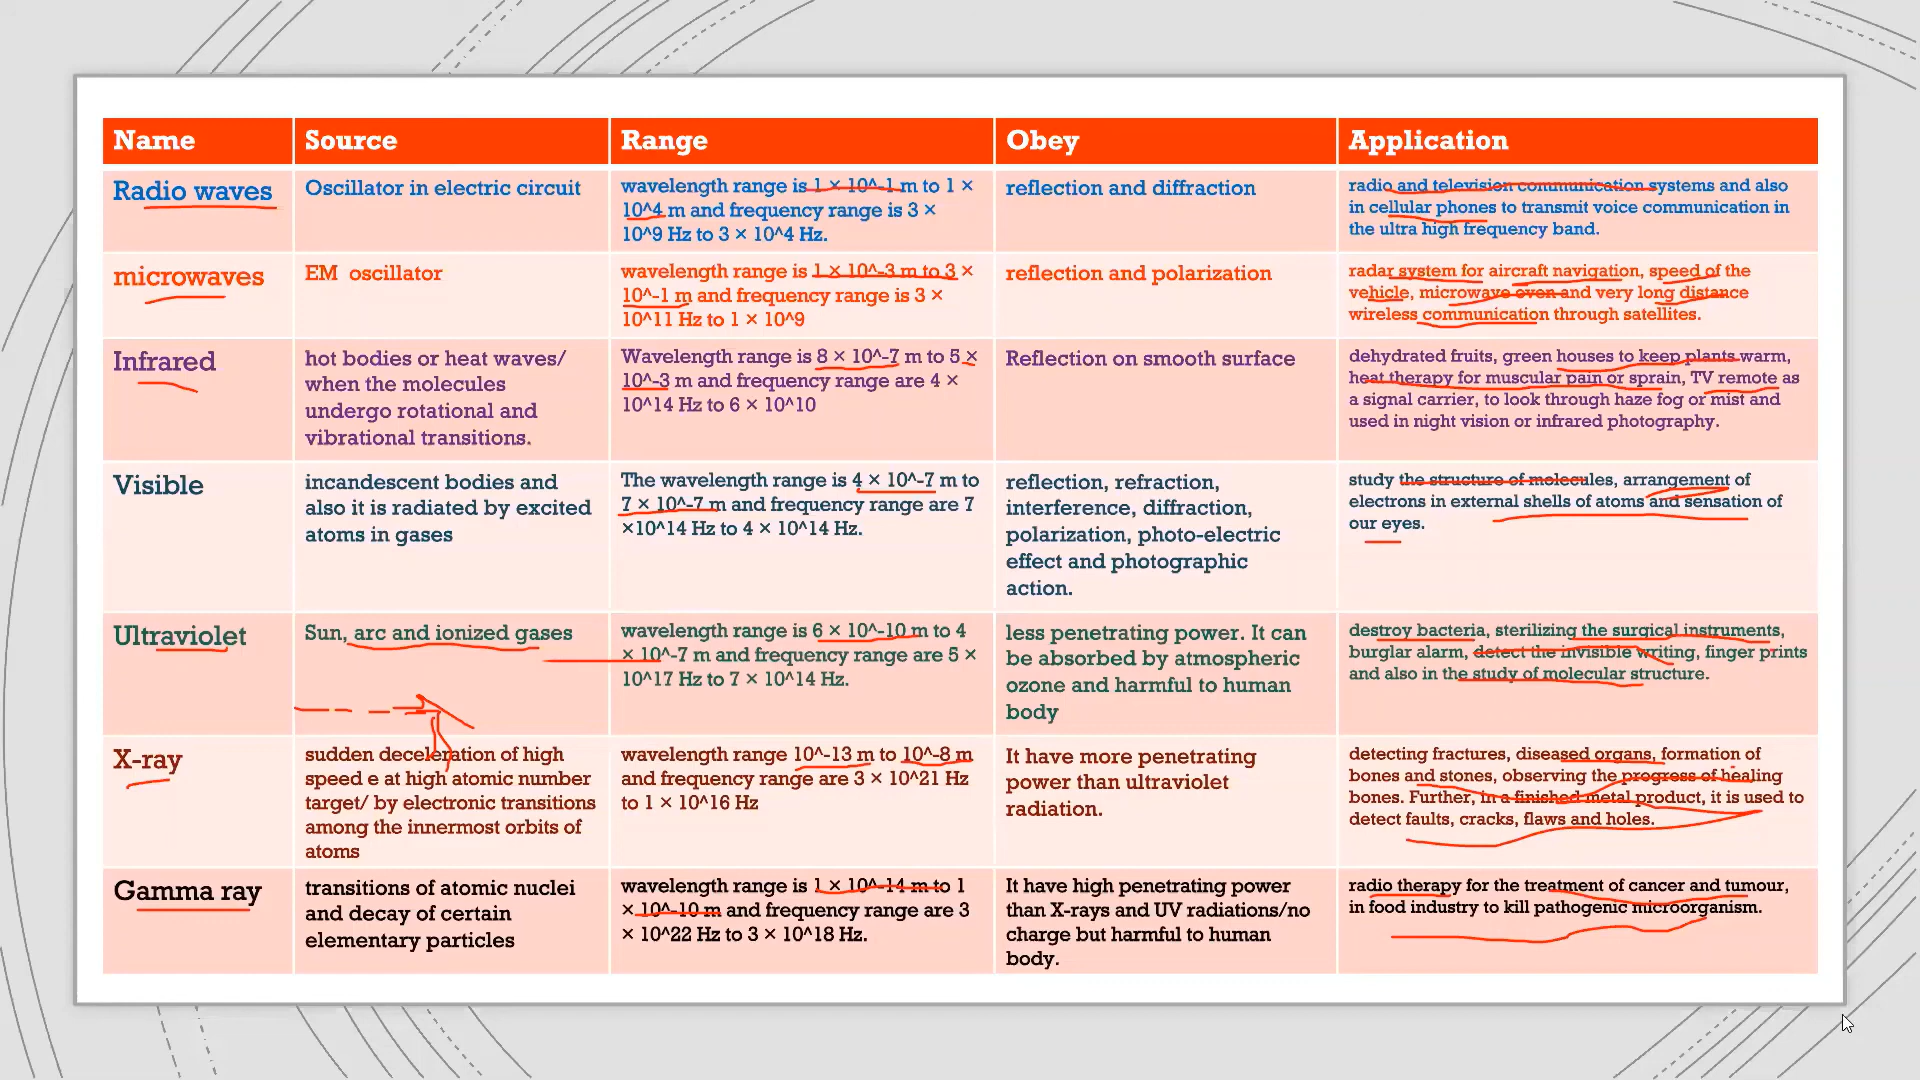 Name
Source
Range
Obey
Application
Radio waves
Oscillator in electric circuit
wavelength range is 1 × 10^-1 m to 1 ×
10^4 m and frequency range is 3 ×
10^9 Hz to 3 × 10^4 Hz.
reflection and diffraction
radio and television communication systems and also
in cellular phones to transmit voice communication in
the ultra high frequency band.
microwaves
EM oscillator
wavelength range is 1 × 10^-3 m to 3 ×
10^-1 m and frequency range is 3 ×
10^11 Hz to 1 × 10^9
reflection and polarization
radar system for aircraft navigation, speed of the
vehicle, microwave oven and very long distance
wireless communication through satellites.
Infrared
hot bodies or heat waves/
when the molecules
undergo rotational and
vibrational transitions.
Wavelength range is 8 × 10^-7 m to 5 ×
10^-3 m and frequency range are 4 ×
10^14 Hz to 6 × 10^10
Reflection on smooth surface
dehydrated fruits, green houses to keep plants warm,
heat therapy for muscular pain or sprain, TV remote as
a signal carrier, to look through haze fog or mist and
used in night vision or infrared photography.
Visible
incandescent bodies and
also it is radiated by excited
atoms in gases
The wavelength range is 4 × 10^-7 m to
7 × 10^-7 m and frequency range are 7
×10^14 Hz to 4 × 10^14 Hz.
reflection, refraction,
interference, diffraction,
polarization, photo-electric
effect and photographic
action.
study the structure of molecules, arrangement of
electrons in external shells of atoms and sensation of
our eyes.
Ultraviolet
Sun, arc and ionized gases
wavelength range is 6 × 10^-10 m to 4
× 10^-7 m and frequency range are 5 ×
10^17 Hz to 7 × 10^14 Hz.
less penetrating power. It can
be absorbed by atmospheric
ozone and harmful to human
body
destroy bacteria, sterilizing the surgical instruments,
burglar alarm, detect the invisible writing, finger prints
and also in the study of molecular structure.
X-ray
sudden deceleration of high
speed e at high atomic number
target/ by electronic transitions
among the innermost orbits of
atoms
wavelength range 10^-13 m to 10^-8 m
and frequency range are 3 × 10^21 Hz
to 1 × 10^16 Hz
It have more penetrating
power than ultraviolet
radiation.
detecting fractures, diseased organs, formation of
bones and stones, observing the progress of healing
bones. Further, in a finished metal product, it is used to
detect faults, cracks, flaws and holes.
Gamma ray
transitions of atomic nuclei
and decay of certain
elementary particles
wavelength range is 1 × 10^-14 m to 1
× 10^-10 m and frequency range are 3
× 10^22 Hz to 3 × 10^18 Hz.
It have high penetrating power
than X-rays and UV radiations/no
charge but harmful to human
body.
radio therapy for the treatment of cancer and tumour,
in food industry to kill pathogenic microorganism.